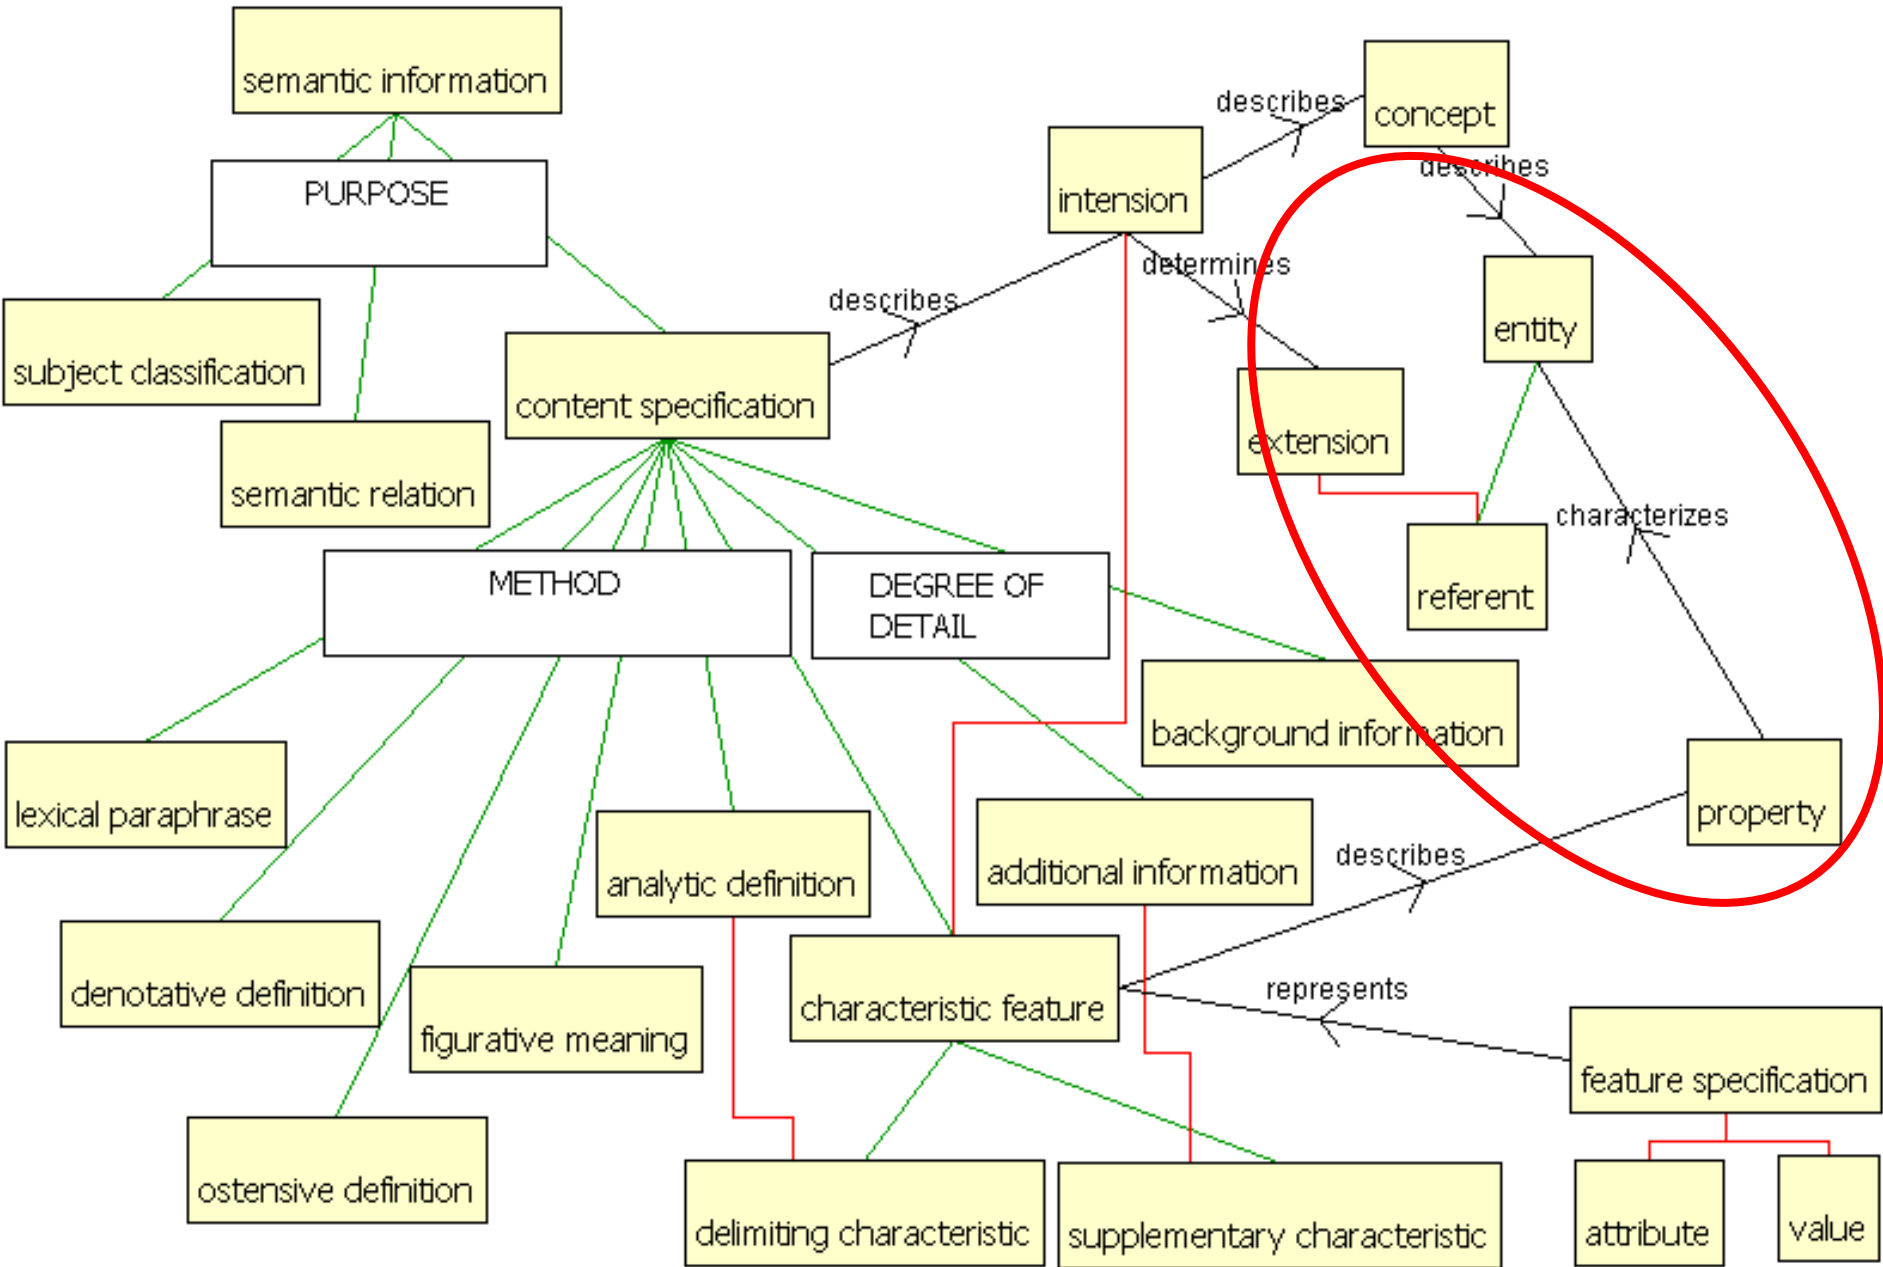 semantic information
concept
describes
intension
describes
PURPOSE
determines
describes
entity
subject classification
content specification
extension
semantic relation
characterizes
METHOD
DEGREE OF
DETAIL
referent
background information
lexical paraphrase
property
analytic definition
additional information
describes
denotative definition
figurative meaning
characteristic feature
represents
feature specification
ostensive definition
delimiting characteristic
supplementary characteristic
attribute
value